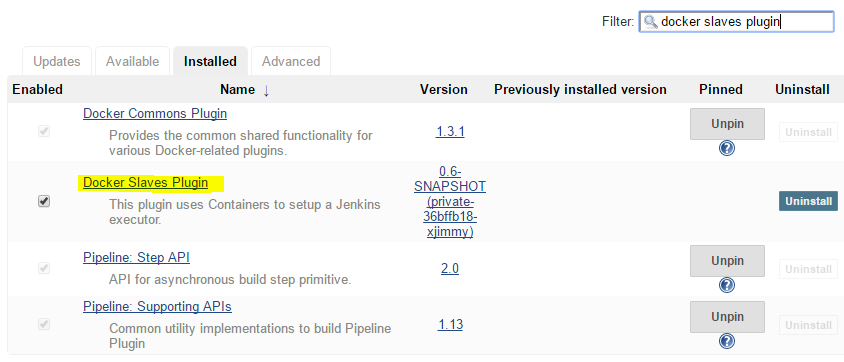 Filter: docker slaves plugin
Updates Available Installed Advanced
Enabled Name ↓ Version Previously installed version Pinned Uninstall
Docker Commons Plugin
Provides the common shared functionality for
various Docker-related plugins.
1.3.1
Unpin
?
Uninstall
Docker Slaves Plugin
This plugin uses Containers to setup a Jenkins
executor.
0.6-
SNAPSHOT
(private-
36bffb18-
xjimmy)
Uninstall
Pipeline: Step API
API for asynchronous build step primitive.
2.0
Unpin
?
Uninstall
Pipeline: Supporting APIs
Common utility implementations to build Pipeline
Plugin
1.13
Unpin
?
Uninstall